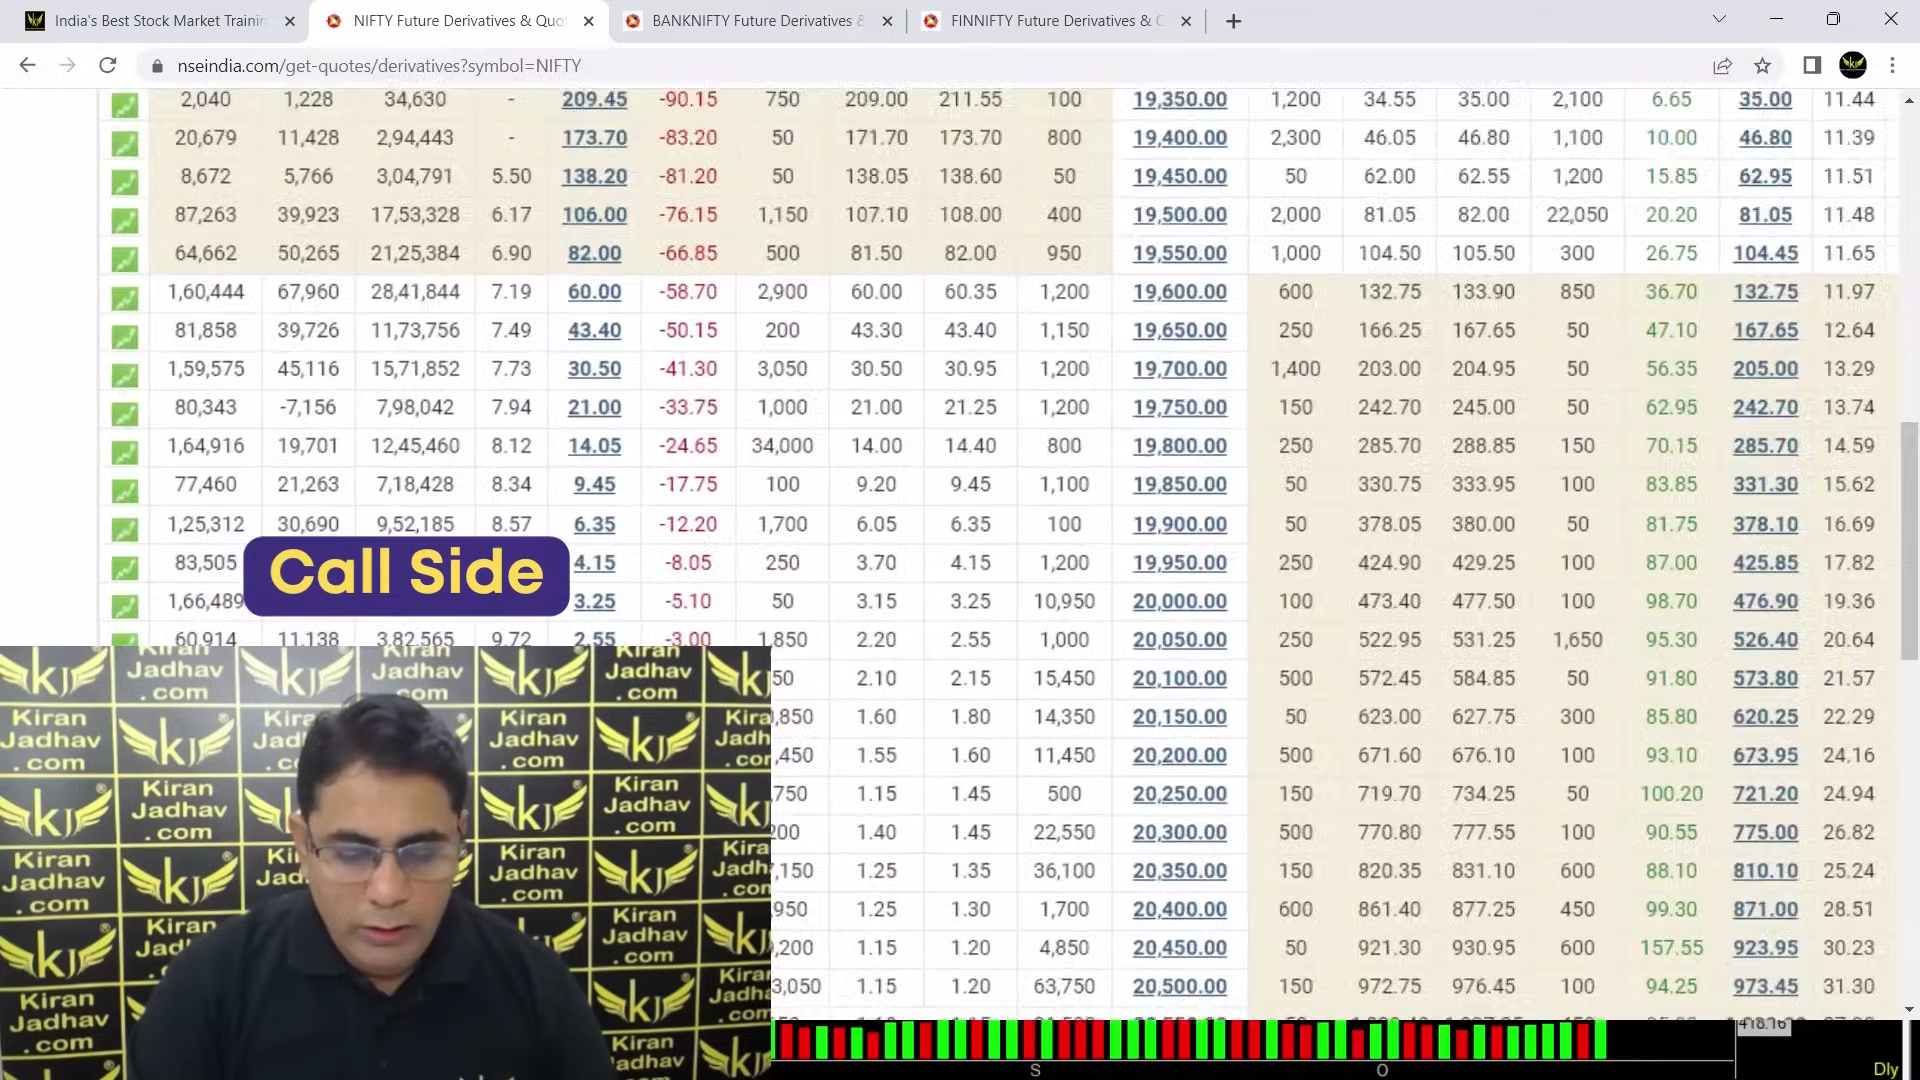 India's Best Stock Market Trainin
NIFTY Future Derivatives & Quo
BANKNIFTY Future Derivatives &
FINNIFTY Future Derivatives &
nseindia.com/get-quotes/derivatives?symbol=NIFTY
2,040 1,228 34,630 - 209.45 -90.15 750 209.00 211.55 100 19,350.00 1,200 34.55 35.00 2,100 6.65 35.00 11.44
20,679 11,428 2,94,443 - 173.70 -83.20 50 171.70 173.70 800 19,400.00 2,300 46.05 46.80 1,100 10.00 46.80 11.39
8,672 5,766 3,04,791 5.50 138.20 -81.20 50 138.05 138.60 50 19,450.00 50 62.00 62.55 1,200 15.85 62.95 11.51
87,263 39,923 17,53,328 6.17 106.00 -76.15 1,150 107.10 108.00 400 19,500.00 2,000 81.05 82.00 22,050 20.20 81.05 11.48
64,662 50,265 21,25,384 6.90 82.00 -66.85 500 81.50 82.00 950 19,550.00 1,000 104.50 105.50 300 26.75 104.45 11.65
1,60,444 67,960 28,41,844 7.19 60.00 -58.70 2,900 60.00 60.35 1,200 19,600.00 600 132.75 133.90 850 36.70 132.75 11.97
81,858 39,726 11,73,756 7.49 43.40 -50.15 200 43.30 43.40 1,150 19,650.00 250 166.25 167.65 50 47.10 167.65 12.64
1,59,575 45,116 15,71,852 7.73 30.50 -41.30 3,050 30.50 30.95 1,200 19,700.00 1,400 203.00 204.95 50 56.35 205.00 13.29
80,343 -7,156 7,98,042 7.94 21.00 -33.75 1,000 21.00 21.25 1,200 19,750.00 150 242.70 245.00 50 62.95 242.70 13.74
1,64,916 19,701 12,45,460 8.12 14.05 -24.65 34,000 14.00 14.40 800 19,800.00 250 285.70 288.85 150 70.15 285.70 14.59
77,460 21,263 7,18,428 8.34 9.45 -17.75 100 9.20 9.45 1,100 19,850.00 50 330.75 333.95 100 83.85 331.30 15.62
1,25,312 30,690 9,52,185 8.57 6.35 -12.20 1,700 6.05 6.35 100 19,900.00 50 378.05 380.00 50 81.75 378.10 16.69
83,505 4.15 -8.05 250 3.70 4.15 1,200 19,950.00 250 424.90 429.25 100 87.00 425.85 17.82
Call Side
1,66,489 3.25 -5.10 50 3.15 3.25 10,950 20,000.00 100 473.40 477.50 100 98.70 476.90 19.36
60,914 11,138 3,82,565 9.72 2.55 -3.00 1,850 2.20 2.55 1,000 20,050.00 250 522.95 531.25 1,650 95.30 526.40 20.64
50 2.10 2.15 15,450 20,100.00 500 572.45 584.85 50 91.80 573.80 21.57
,850 1.60 1.80 14,350 20,150.00 50 623.00 627.75 300 85.80 620.25 22.29
,450 1.55 1.60 11,450 20,200.00 500 671.60 676.10 100 93.10 673.95 24.16
,750 1.15 1.45 500 20,250.00 150 719.70 734.25 50 100.20 721.20 24.94
200 1.40 1.45 22,550 20,300.00 500 770.80 777.55 100 90.55 775.00 26.82
,150 1.25 1.35 36,100 20,350.00 150 820.35 831.10 600 88.10 810.10 25.24
950 1.25 1.30 1,700 20,400.00 600 861.40 877.25 450 99.30 871.00 28.51
,200 1.15 1.20 4,850 20,450.00 50 921.30 930.95 600 157.55 923.95 30.23
3,050 1.15 1.20 63,750 20,500.00 150 972.75 976.45 100 94.25 973.45 31.30
418.16
S O
Dly
Kiran Jadhav .com
KJ